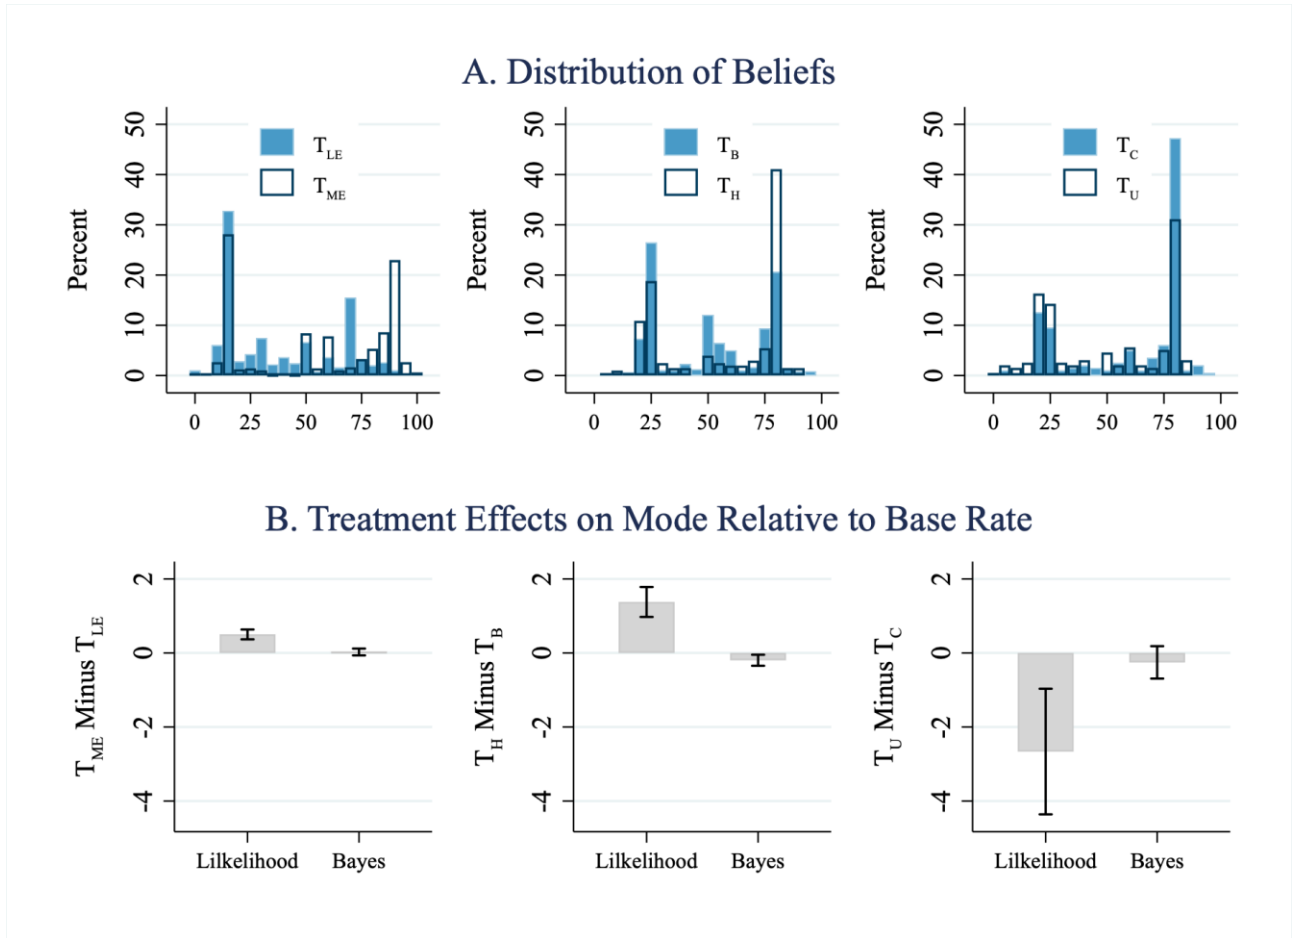 A. Distribution of Beliefs
Percent
50
40
30
20
10
0
T_LE
T_ME
0 25 50 75 100
Percent
50
40
30
20
10
0
T_B
T_H
0 25 50 75 100
Percent
50
40
30
20
10
0
T_C
T_U
0 25 50 75 100
B. Treatment Effects on Mode Relative to Base Rate
T_ME Minus T_LE
2
0
-2
-4
Lilkelihood Bayes
T_H Minus T_B
2
0
-2
-4
Lilkelihood Bayes
T_U Minus T_C
2
0
-2
-4
Lilkelihood Bayes